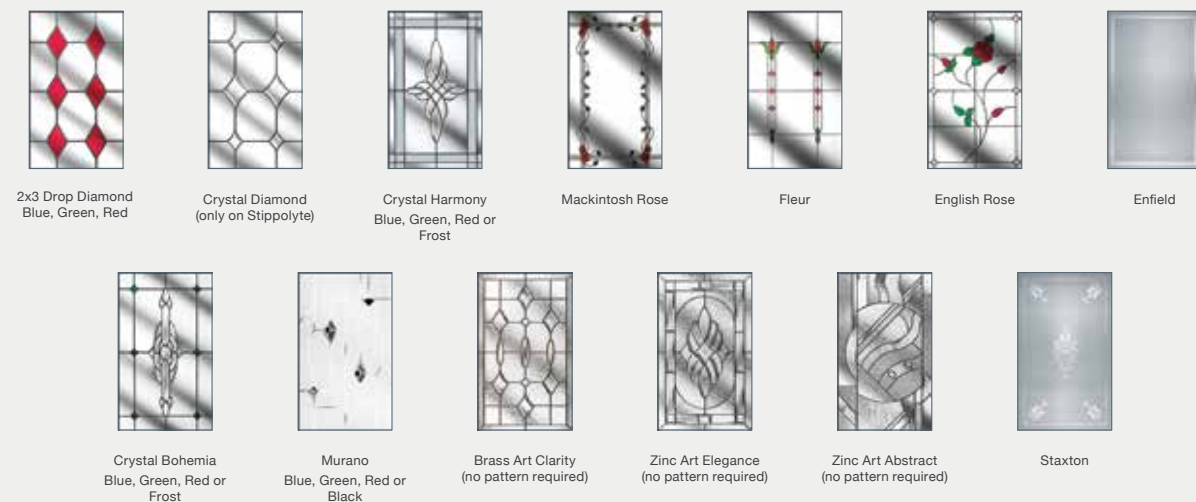 2x3 Drop Diamond
Blue, Green, Red
Crystal Diamond
(only on Stippolyte)
Crystal Harmony
Blue, Green, Red or
Frost
Mackintosh Rose
Fleur
English Rose
Enfield
Crystal Bohemia
Blue, Green, Red or
Frost
Murano
Blue, Green, Red or
Black
Brass Art Clarity
(no pattern required)
Zinc Art Elegance
(no pattern required)
Zinc Art Abstract
(no pattern required)
Staxton